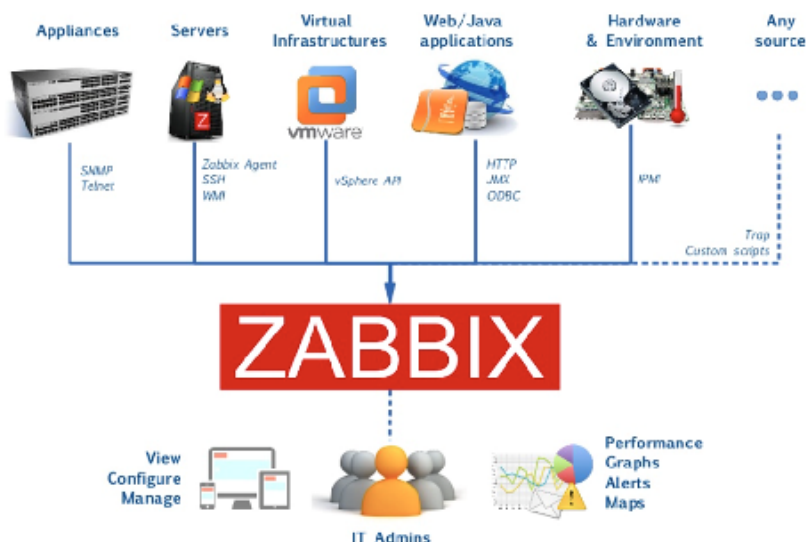 Appliances
Servers
Virtual
Infrastructures
Web/Java
applications
Hardware
& Environment
Any
source
vmware
Z
SNMP
Telnet
Zabbix Agent
SSH
WMI
vSphere API
HTTP
JMX
ODBC
IPMI
Trap
Custom scripts
ZABBIX
View
Configure
Manage
IT Admins
Performance
Graphs
Alerts
Maps